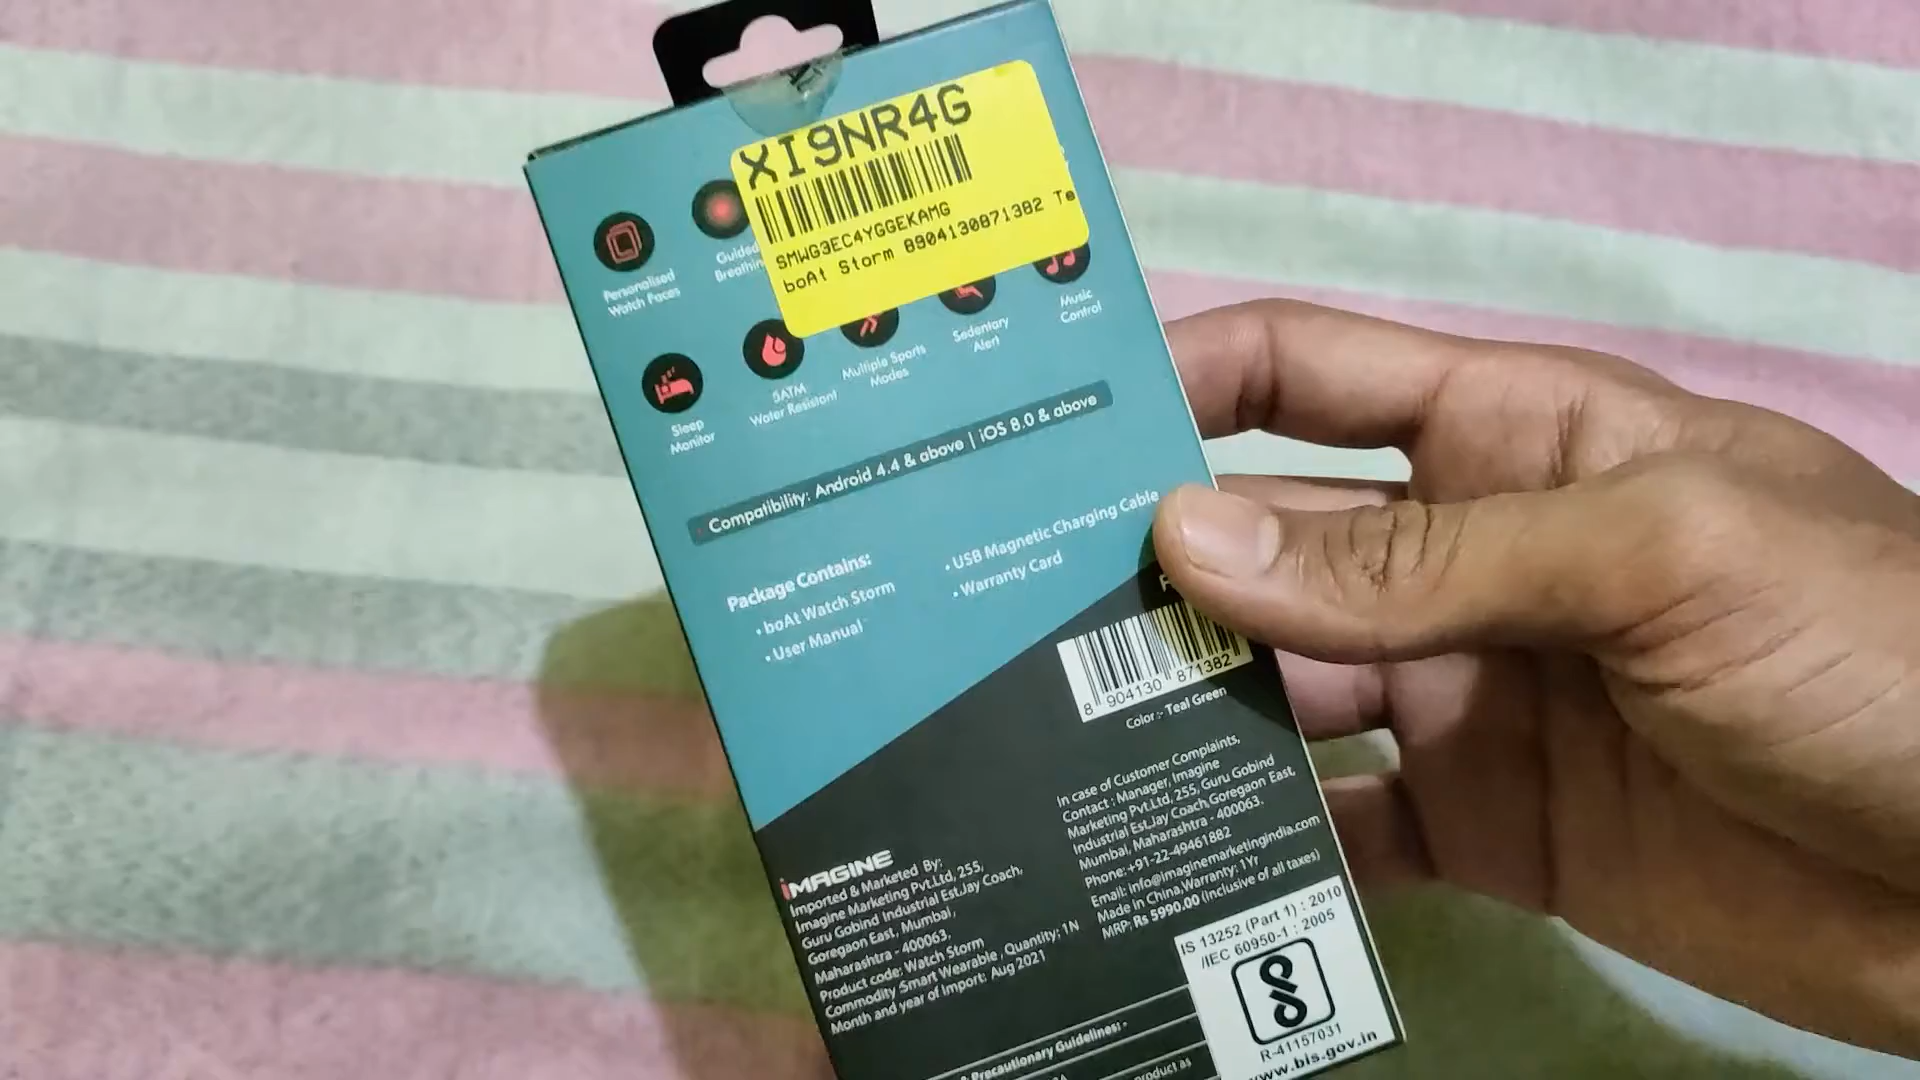 XI9NR4G
SMWG3EC4YGGEKAMG
boAt Storm 8904130871382 Te
Personalised
Watch Faces
Guided
Breathin
Sleep
Monitor
5ATM
Water Resistant
Multiple Sports
Modes
Sedentary
Alert
Music
Control
Compatibility: Android 4.4 & above | iOS 8.0 & above
Package Contains:
• boAt Watch Storm
• User Manual
• USB Magnetic Charging Cable
• Warranty Card
8 904130 871382
Color:- Teal Green
In case of Customer Complaints,
Contact : Manager, Imagine
Marketing Pvt.Ltd, 255, Guru Gobind
Industrial Est.Jay Coach, Goregaon East,
Mumbai, Maharashtra - 400063.
Phone:+91-22-49461882
Email: info@imaginemarketingindia.com
Made in China,Warranty: 1Yr
MRP: Rs 5990.00 (inclusive of all taxes)
iMAGINE
Imported & Marketed By:
Imagine Marketing Pvt.Ltd, 255,
Guru Gobind Industrial Est.Jay Coach,
Goregaon East, Mumbai,
Maharashtra - 400063.
Product code: Watch Storm
Commodity :Smart Wearable , Quantity: 1N
Month and year of Import: Aug 2021
IS 13252 (Part 1) : 2010
/IEC 60950-1 : 2005
R-41157031
www.bis.gov.in
& Precautionary Guidelines: -
product as